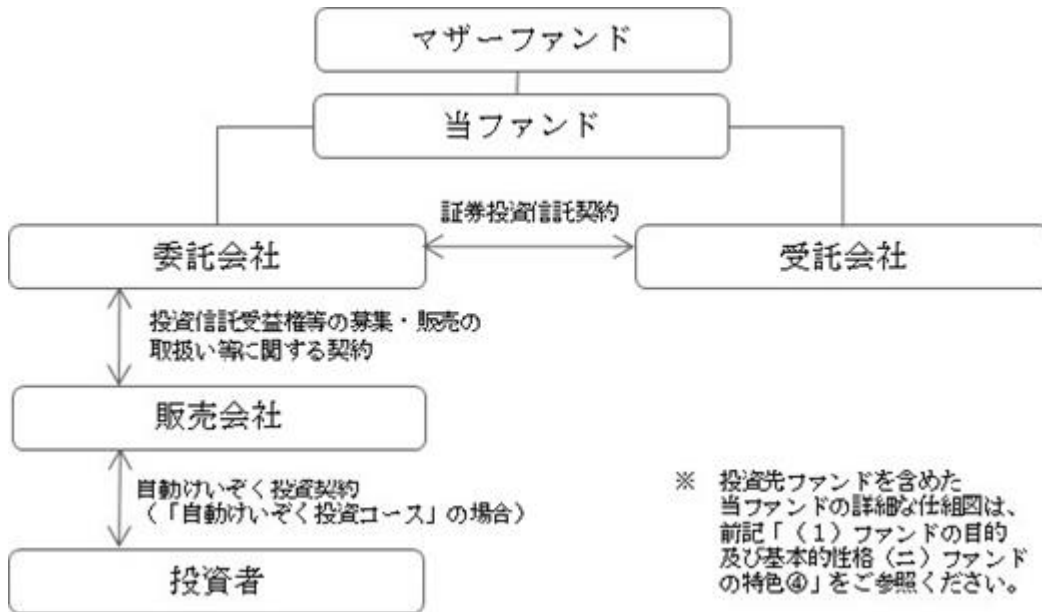 マザーファンド
当ファンド
証券投資信託契約
委託会社
受託会社
投資信託受益権等の募集・販売の
取扱い等に関する契約
販売会社
自動けいぞく投資契約
(「自動けいぞく投資コース」の場合)
投資者
※ 投資先ファンドを含めた
当ファンドの詳細な仕組図は、
前記「(1)ファンドの目的
及び基本的性格(ニ)ファンド
の特色④」をご参照ください。